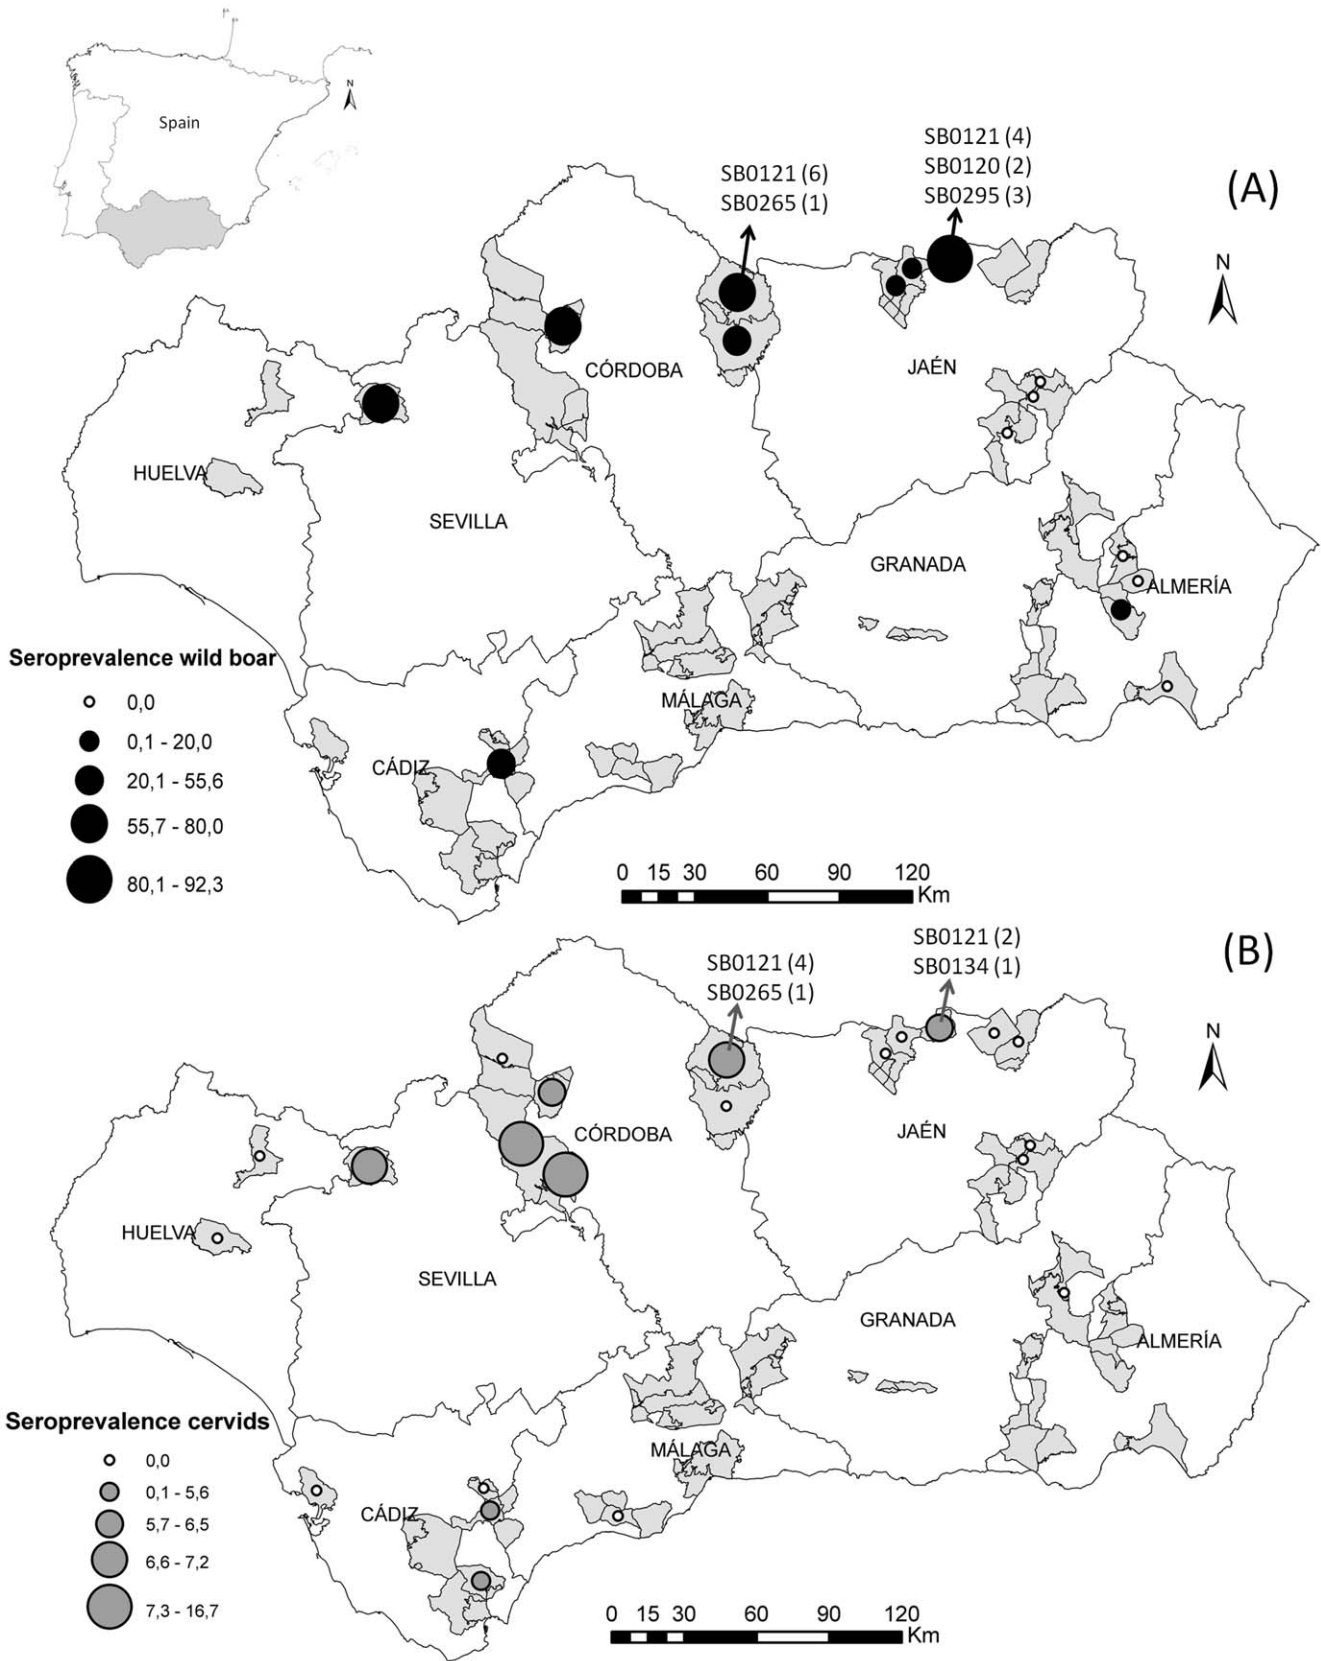 N
Spain
SB0121 (4)
SB0120 (2)
SB0295 (3)
SB0121 (6)
SB0265 (1)
(A)
N
CÓRDOBA
JAÉN
HUELVA
SEVILLA
GRANADA
ALMERÍA
MÁLAGA
CÁDIZ
Seroprevalence wild boar
0,0
0,1 - 20,0
20,1 - 55,6
55,7 - 80,0
80,1 - 92,3
0 15 30 60 90 120
Km
SB0121 (2)
SB0134 (1)
SB0121 (4)
SB0265 (1)
(B)
N
CÓRDOBA
JAÉN
HUELVA
SEVILLA
GRANADA
ALMERÍA
MÁLAGA
CÁDIZ
Seroprevalence cervids
0,0
0,1 - 5,6
5,7 - 6,5
6,6 - 7,2
7,3 - 16,7
0 15 30 60 90 120
Km